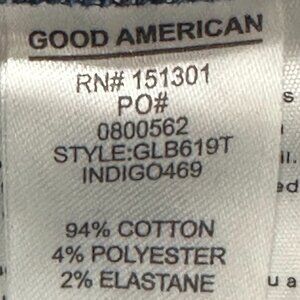 GOOD AMERICAN
RN# 151301
PO#
0800562
STYLE:GLB619T
INDIGO469
94% COTTON
4% POLYESTER
2% ELASTANE